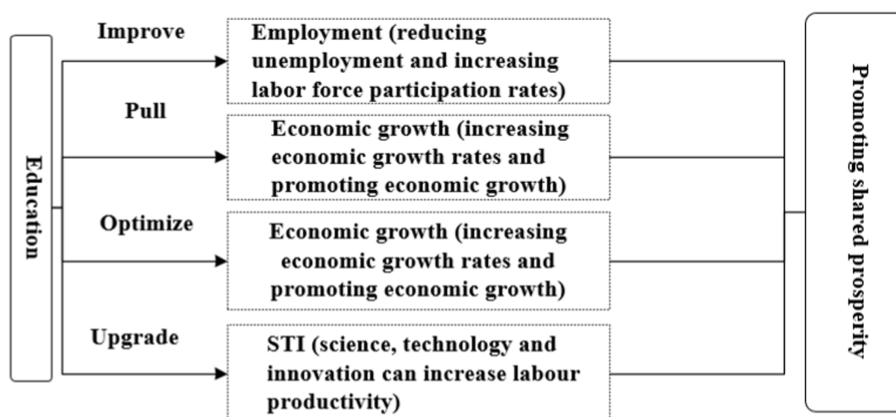 Education
Improve
Employment (reducing
unemployment and increasing
labor force participation rates)
Pull
Economic growth (increasing
economic growth rates and
promoting economic growth)
Optimize
Economic growth (increasing
economic growth rates and
promoting economic growth)
Upgrade
STI (science, technology and
innovation can increase labour
productivity)
Promoting shared prosperity